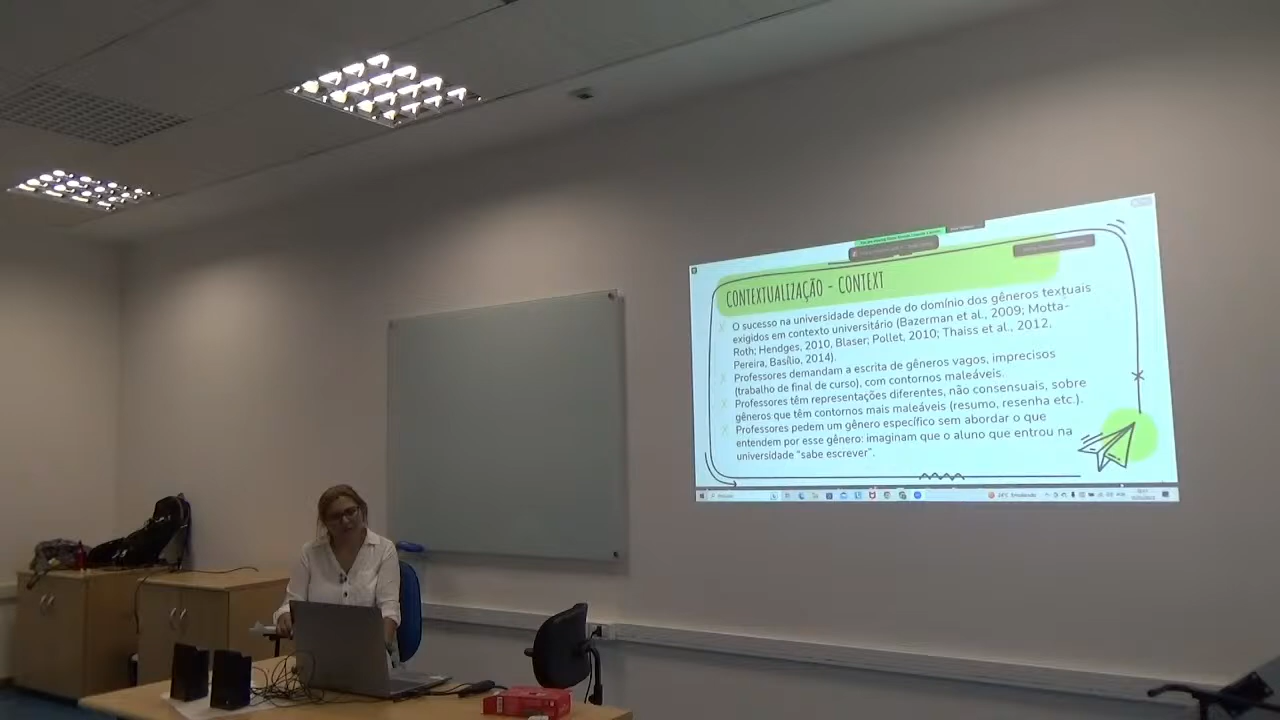 CONTEXTUALIZAÇÃO - CONTEXT
O sucesso na universidade depende do domínio dos gêneros textuais
exigidos em contexto universitário (Bazerman et al., 2009; Motta-
Roth; Hendges, 2010, Blaser; Pollet, 2010; Thaiss et al., 2012,
Pereira, Basílio, 2014).
Professores demandam a escrita de gêneros vagos, imprecisos
(trabalho de final de curso), com contornos maleáveis.
Professores têm representações diferentes, não consensuais, sobre
gêneros que têm contornos mais maleáveis (resumo, resenha etc.).
Professores pedem um gênero específico sem abordar o que
entendem por esse gênero: imaginam que o aluno que entrou na
universidade "sabe escrever".